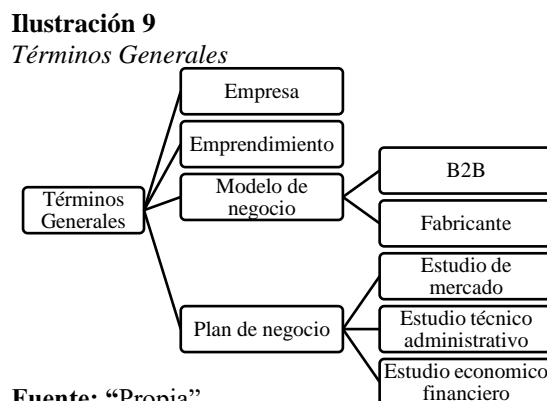 Ilustración 9
Términos Generales
Empresa
Emprendimiento
Modelo de
negocio
B2B
Fabricante
Términos
Generales
Plan de negocio
Estudio de
mercado
Estudio técnico
administrativo
Estudio economico
financiero
Fuente: “Propia”